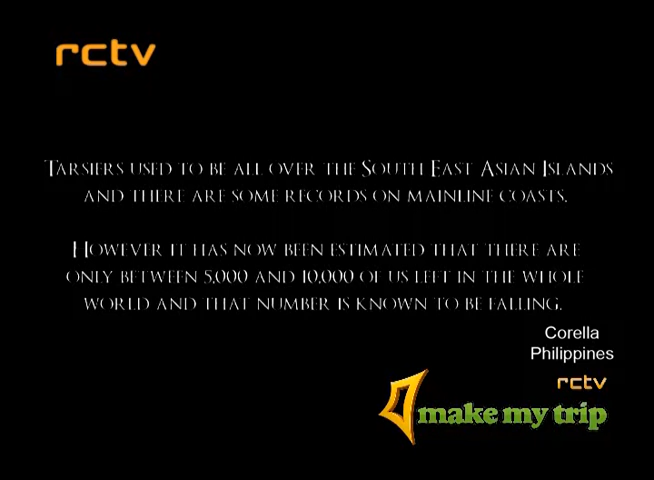 rctv
Tarsiers used to be all over the South East Asian Islands
and there are some records on mainline coasts.
However it has now been estimated that there are
only between 5,000 and 10,000 of us left in the whole
world and that number is known to be falling.
Corella
Philippines
rctv
make my trip